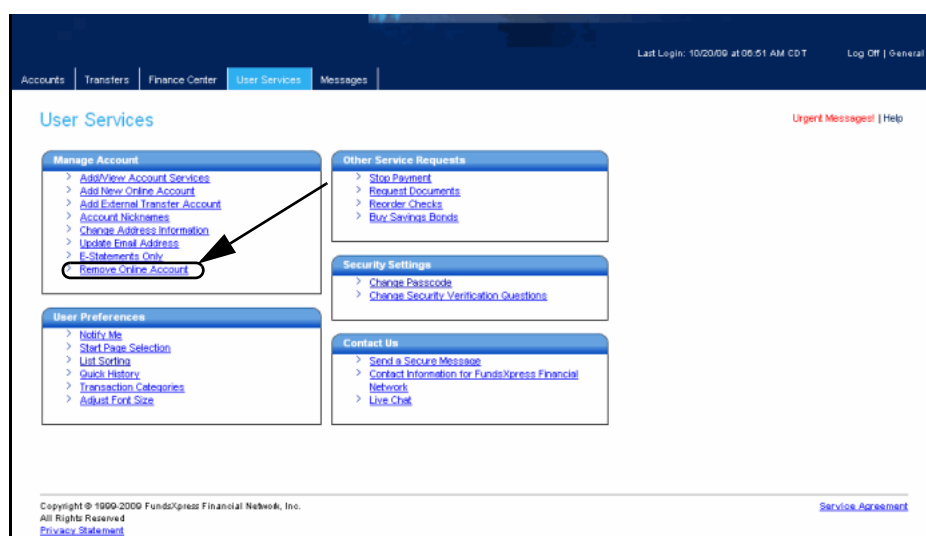 Last Login: 10/20/09 at 06:51 AM CDT
Log Off | General
Accounts
Transfers
Finance Center
User Services
Messages
User Services
Urgent Messages! | Help
Manage Account
Add/View Account Services
Add New Online Account
Add External Transfer Account
Account Nicknames
Change Address Information
Update Email Address
E-Statements Only
Remove Online Account
User Preferences
Notify Me
Start Page Selection
List Sorting
Quick History
Transaction Categories
Adjust Font Size
Other Service Requests
Stop Payment
Request Documents
Reorder Checks
Buy Savings Bonds
Security Settings
Change Passcode
Change Security Verification Questions
Contact Us
Send a Secure Message
Contact Information for FundsXpress Financial
Network
Live Chat
Copyright © 1999-2009 FundsXpress Financial Network, Inc.
All Rights Reserved
Privacy Statement
Service Agreement